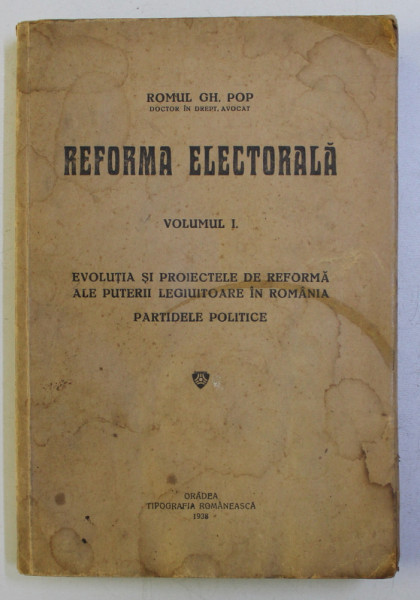 ROMUL GH. POP
DOCTOR ÎN DREPT, AVOCAT
REFORMA ELECTORALĂ
VOLUMUL I.
EVOLUȚIA ȘI PROIECTELE DE REFORMĂ
ALE PUTERII LEGIUITOARE ÎN ROMÂNIA
PARTIDELE POLITICE
ORADEA
TIPOGRAFIA ROMÂNEASCĂ